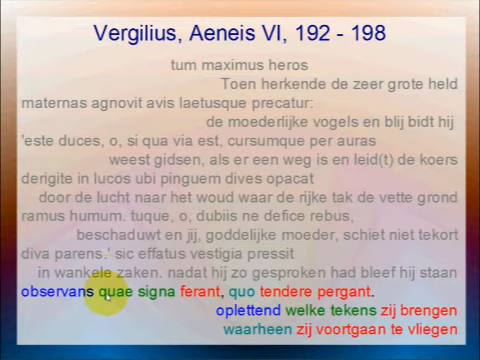 Vergilius, Aeneis VI, 192 - 198
tum maximus heros
Toen herkende de zeer grote held
maternas agnovit avis laetusque precatur:
de moederlijke vogels en blij bidt hij
'este duces, o, si qua via est, cursumque per auras
weest gidsen, als er een weg is en leid(t) de koers
derigite in lucos ubi pinguem dives opacat
door de lucht naar het woud waar de rijke tak de vette grond
ramus humum. tuque, o, dubiis ne defice rebus,
beschaduwt en jij, goddelijke moeder, schiet niet tekort
diva parens.' sic effatus vestigia pressit
in wankele zaken. nadat hij zo gesproken had bleef hij staan
observans quae signa ferant, quo tendere pergant.
oplettend welke tekens zij brengen
waarheen zij voortgaan te vliegen